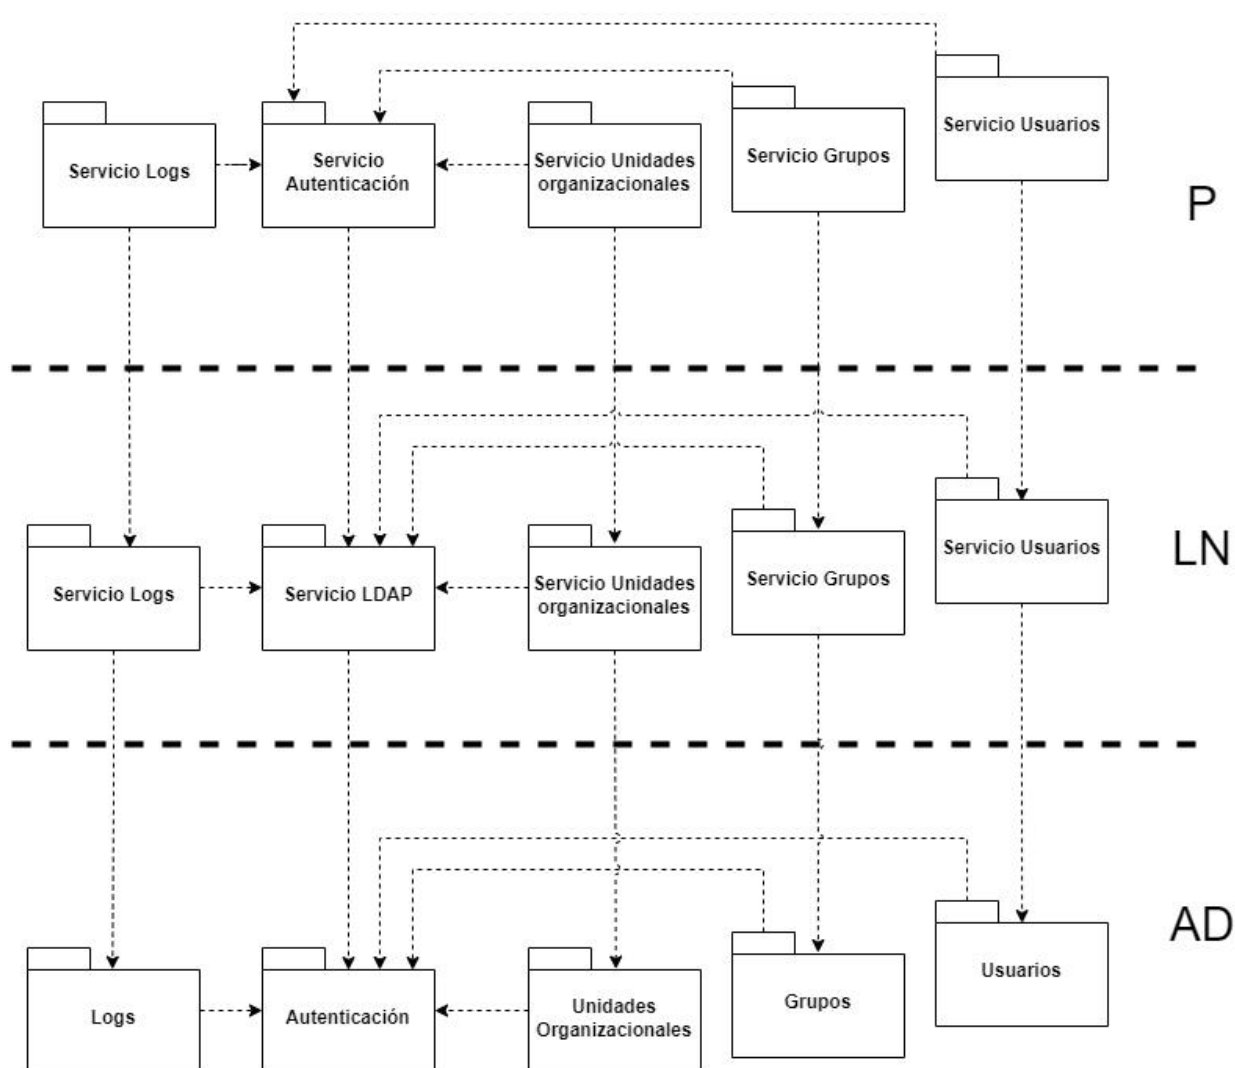 Servicio Usuarios
Servicio Grupos
Servicio Logs
Servicio
Autenticación
Servicio Unidades
organizacionales
P
Servicio Usuarios
LN
Servicio Grupos
Servicio Logs
Servicio LDAP
Servicio Unidades
organizacionales
AD
Usuarios
Grupos
Logs
Autenticación
Unidades
Organizacionales